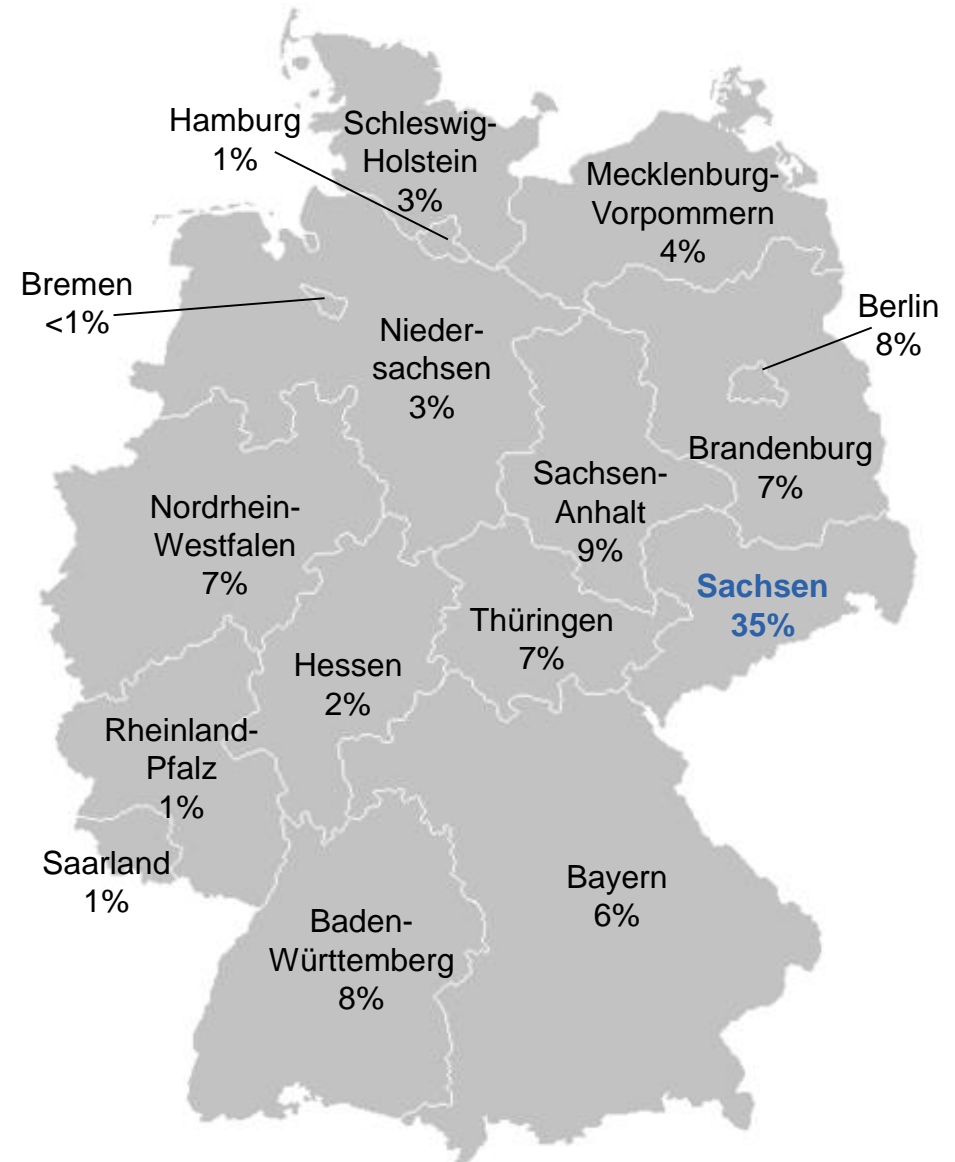 Hamburg
1%
Schleswig-
Holstein
3%
Mecklenburg-
Vorpommern
4%
Bremen
<1%
Berlin
8%
Nieder-
sachsen
3%
Brandenburg
7%
Sachsen-
Anhalt
9%
Nordrhein-
Westfalen
7%
Sachsen
35%
Thüringen
7%
Hessen
2%
Rheinland-
Pfalz
1%
Saarland
1%
Bayern
6%
Baden-
Württemberg
8%